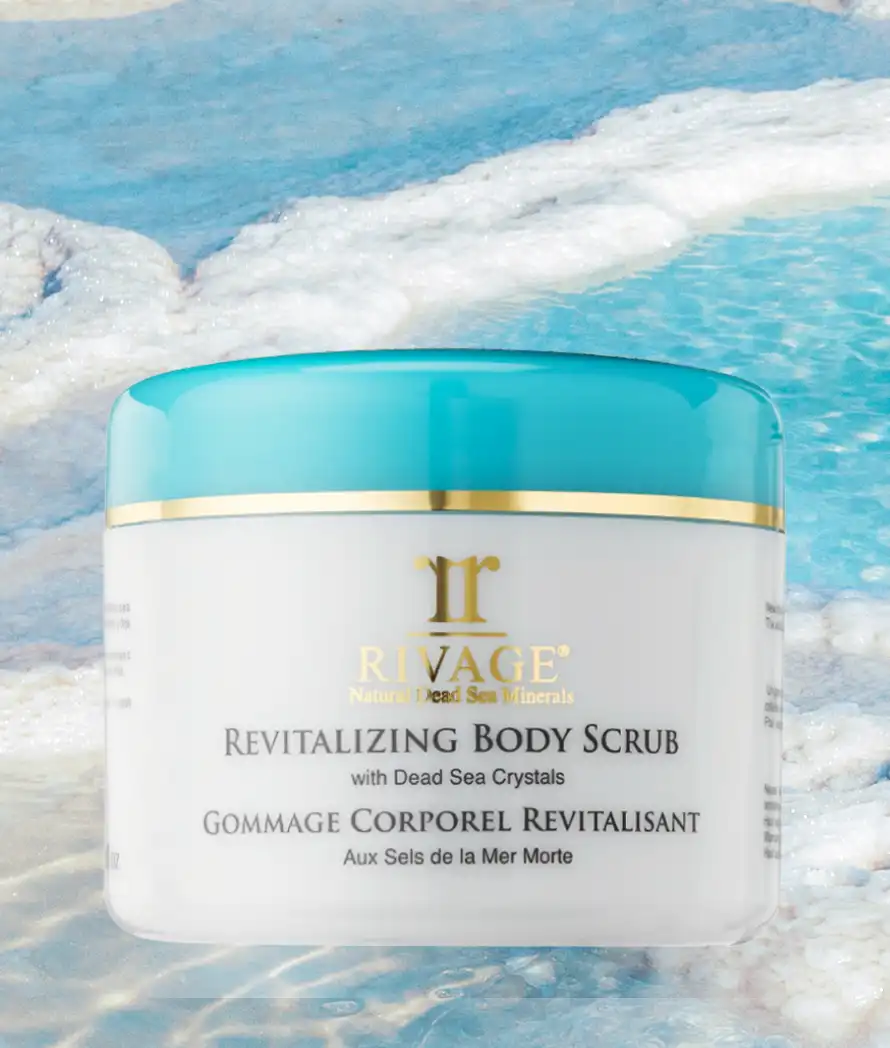 RIVAGE®
Natural Dead Sea Minerals
REVITALIZING BODY SCRUB
with Dead Sea Crystals
GOMMAGE CORPOREL REVITALISANT
Aux Sels de la Mer Morte
OZ